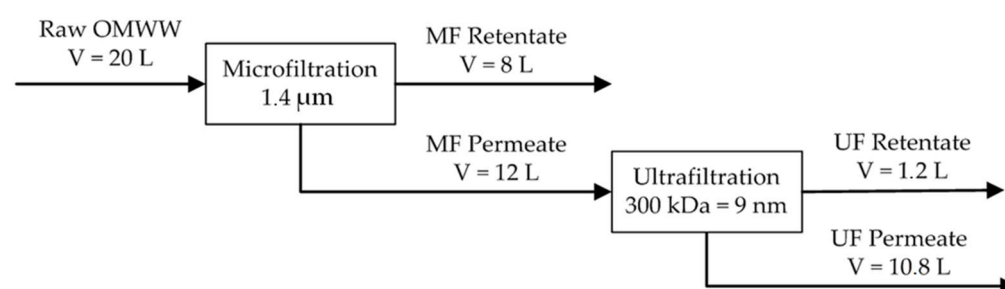 Raw OMWW
V = 20 L
Microfiltration
1.4 μm
MF Retentate
V = 8 L
MF Permeate
V = 12 L
Ultrafiltration
300 kDa = 9 nm
UF Retentate
V = 1.2 L
UF Permeate
V = 10.8 L